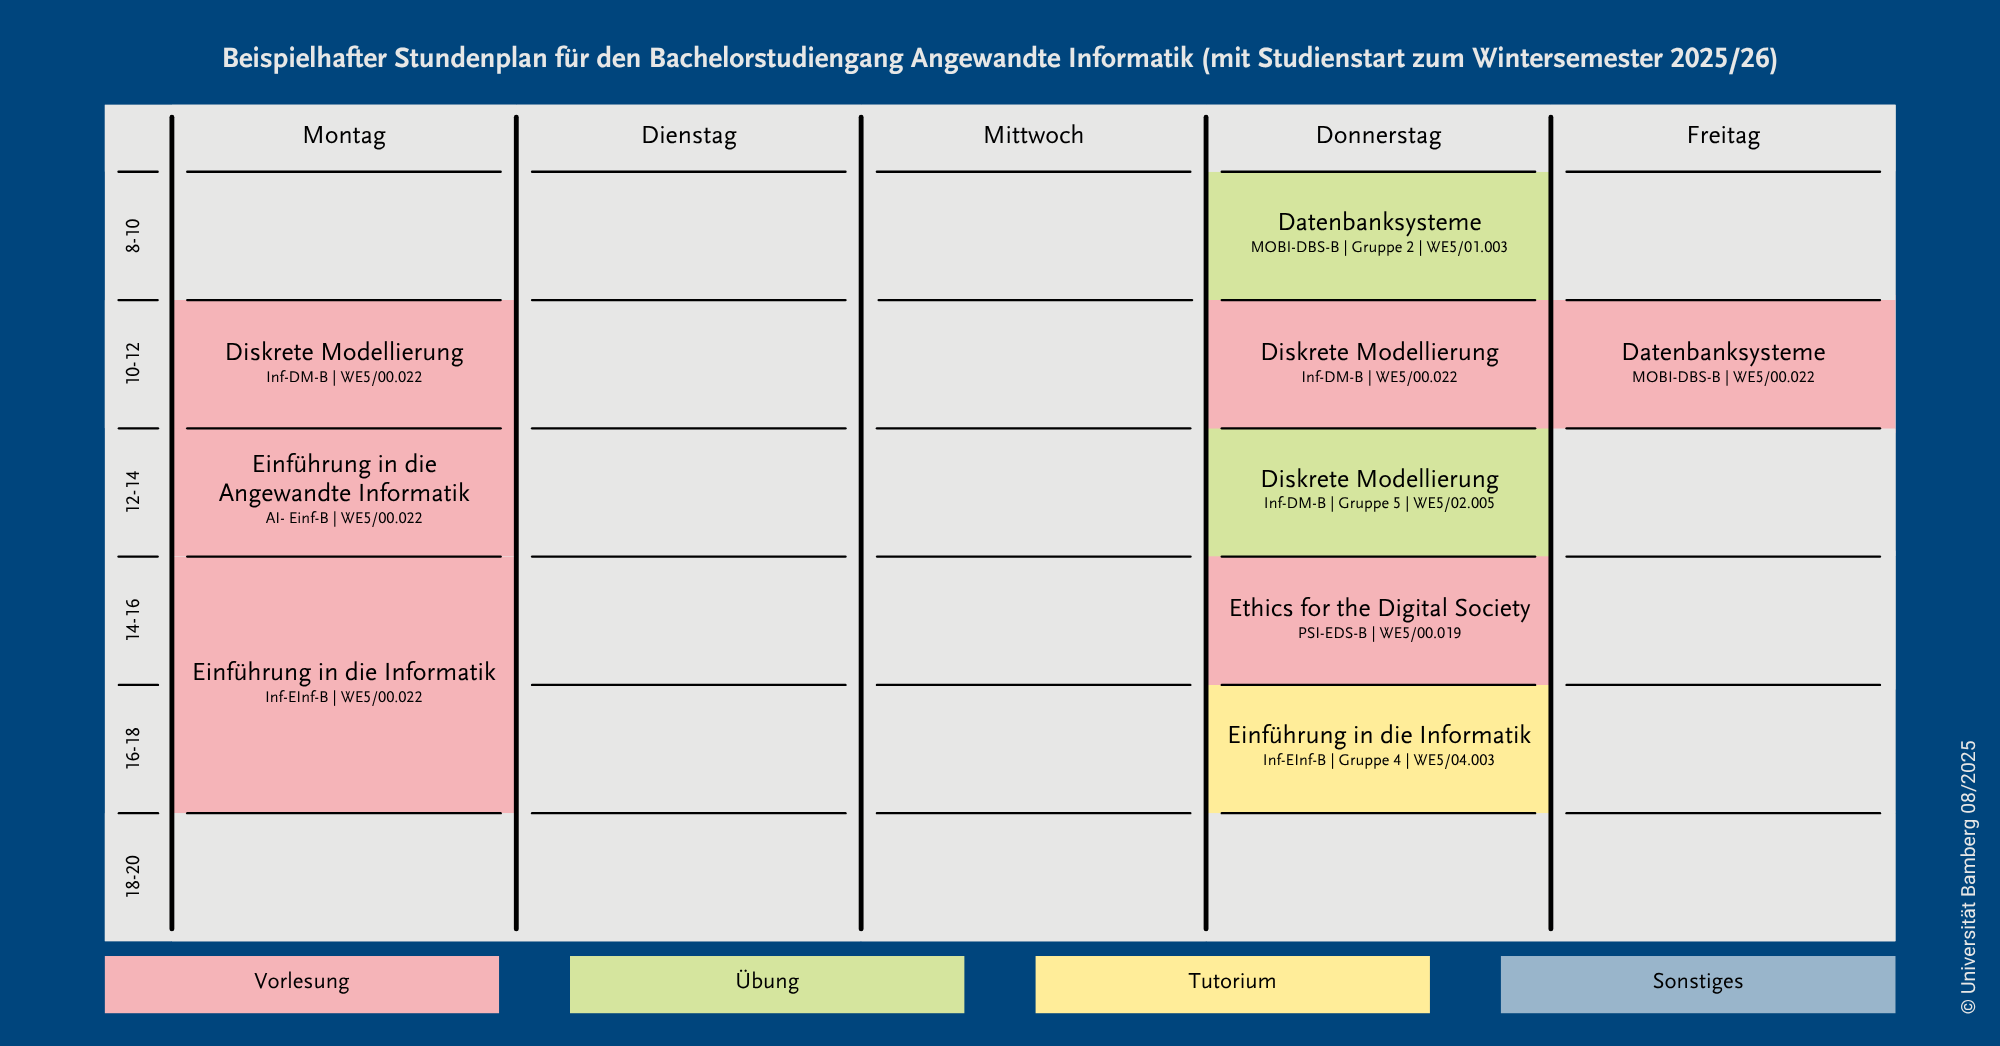 Beispielhafter Stundenplan für den Bachelorstudiengang Angewandte Informatik (mit Studienstart zum Wintersemester 2025/26)
Montag
Dienstag
Mittwoch
Donnerstag
Freitag
8-10
Datenbanksysteme
MOBI-DBS-B | Gruppe 2 | WE5/01.003
10-12
Diskrete Modellierung
Inf-DM-B | WE5/00.022
Diskrete Modellierung
Inf-DM-B | WE5/00.022
Datenbanksysteme
MOBI-DBS-B | WE5/00.022
12-14
Einführung in die
Angewandte Informatik
AI- Einf-B | WE5/00.022
Diskrete Modellierung
Inf-DM-B | Gruppe 5 | WE5/02.005
14-16
Einführung in die Informatik
Inf-EInf-B | WE5/00.022
Ethics for the Digital Society
PSI-EDS-B | WE5/00.019
16-18
Einführung in die Informatik
Inf-EInf-B | Gruppe 4 | WE5/04.003
18-20
Vorlesung
Übung
Tutorium
Sonstiges
© Universität Bamberg 08/2025